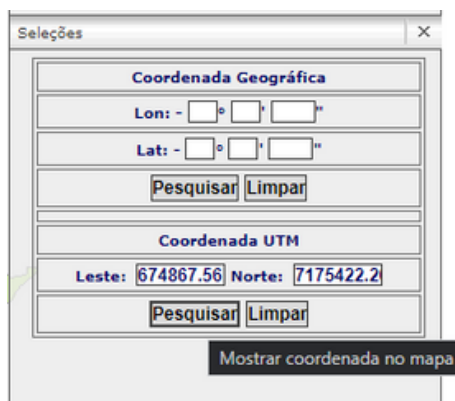 Seleções ×
Coordenada Geográfica
Lon: - ° ' "
Lat: - ° ' "
Pesquisar Limpar
Coordenada UTM
Leste: 674867.56 Norte: 7175422.2
Pesquisar Limpar
Mostrar coordenada no mapa